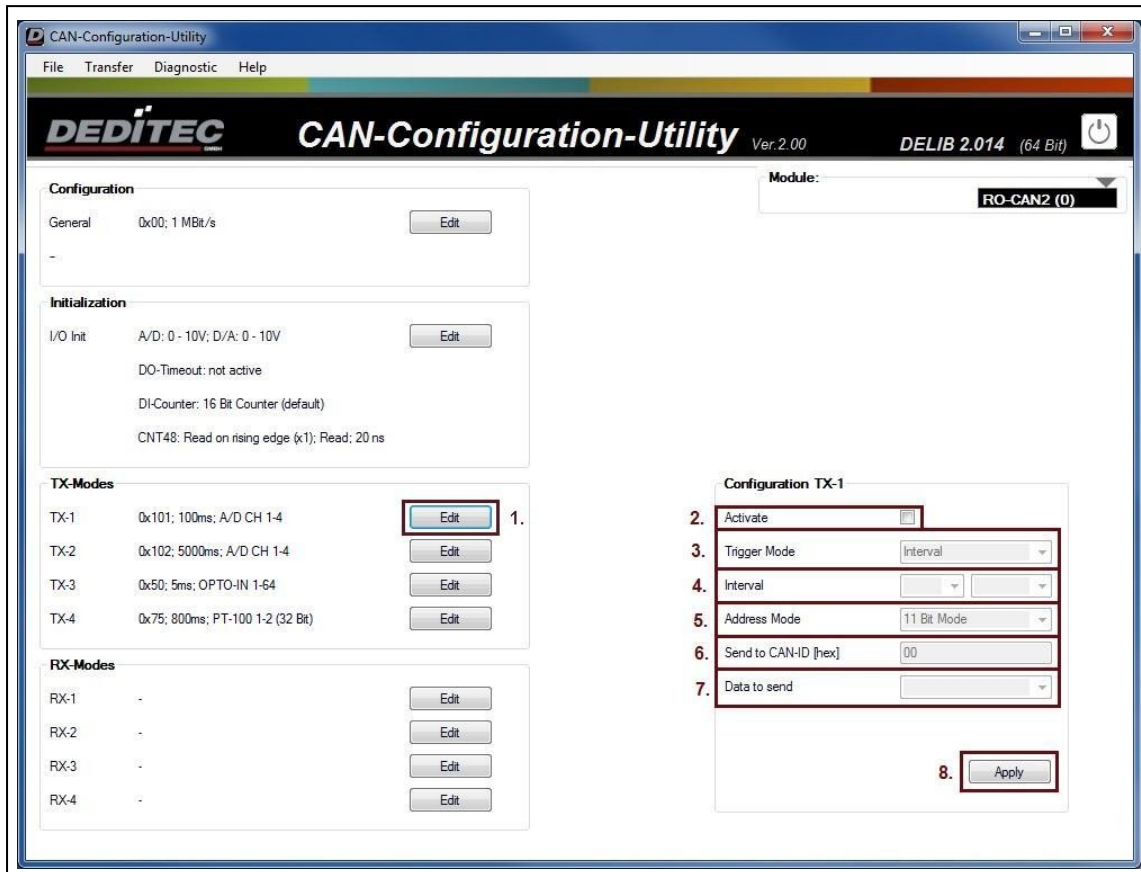 CAN-Configuration-Utility
File Transfer Diagnostic Help
DEDITEC
GMBH
CAN-Configuration-Utility Ver.2.00
DELIB 2.014 (64 Bit)
Module:
RO-CAN2 (0)
Configuration
General 0x00; 1 MBit/s Edit
-
Initialization
I/O Init A/D: 0 - 10V; D/A: 0 - 10V Edit
DO-Timeout: not active
DI-Counter: 16 Bit Counter (default)
CNT48: Read on rising edge (x1); Read; 20 ns
TX-Modes
TX-1 0x101; 100ms; A/D CH 1-4 Edit 1.
TX-2 0x102; 5000ms; A/D CH 1-4 Edit
TX-3 0x50; 5ms; OPTO-IN 1-64 Edit
TX-4 0x75; 800ms; PT-100 1-2 (32 Bit) Edit
RX-Modes
RX-1 - Edit
RX-2 - Edit
RX-3 - Edit
RX-4 - Edit
Configuration TX-1
2. Activate
3. Trigger Mode Interval
4. Interval
5. Address Mode 11 Bit Mode
6. Send to CAN-ID [hex] 00
7. Data to send
8. Apply